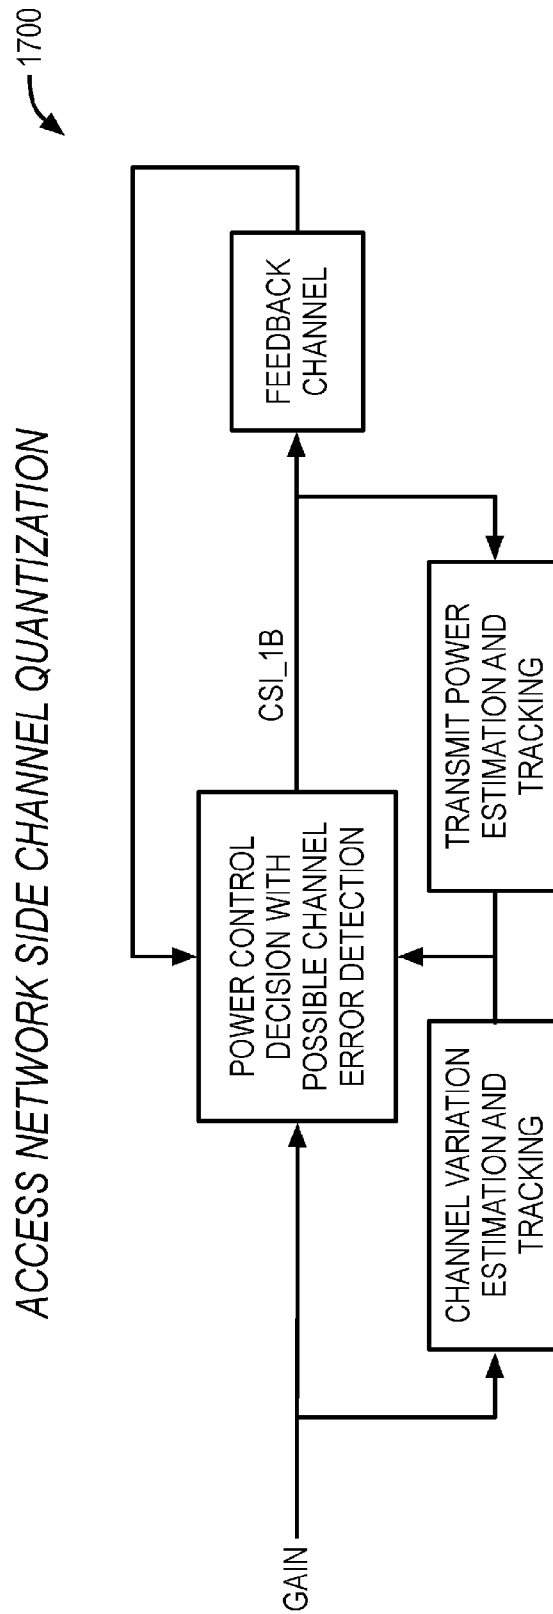 ACCESS NETWORK SIDE CHANNEL QUANTIZATION
1700
GAIN
POWER CONTROL
DECISION WITH
POSSIBLE CHANNEL
ERROR DETECTION
CSI_1B
FEEDBACK
CHANNEL
CHANNEL VARIATION
ESTIMATION AND
TRACKING
TRANSMIT POWER
ESTIMATION AND
TRACKING